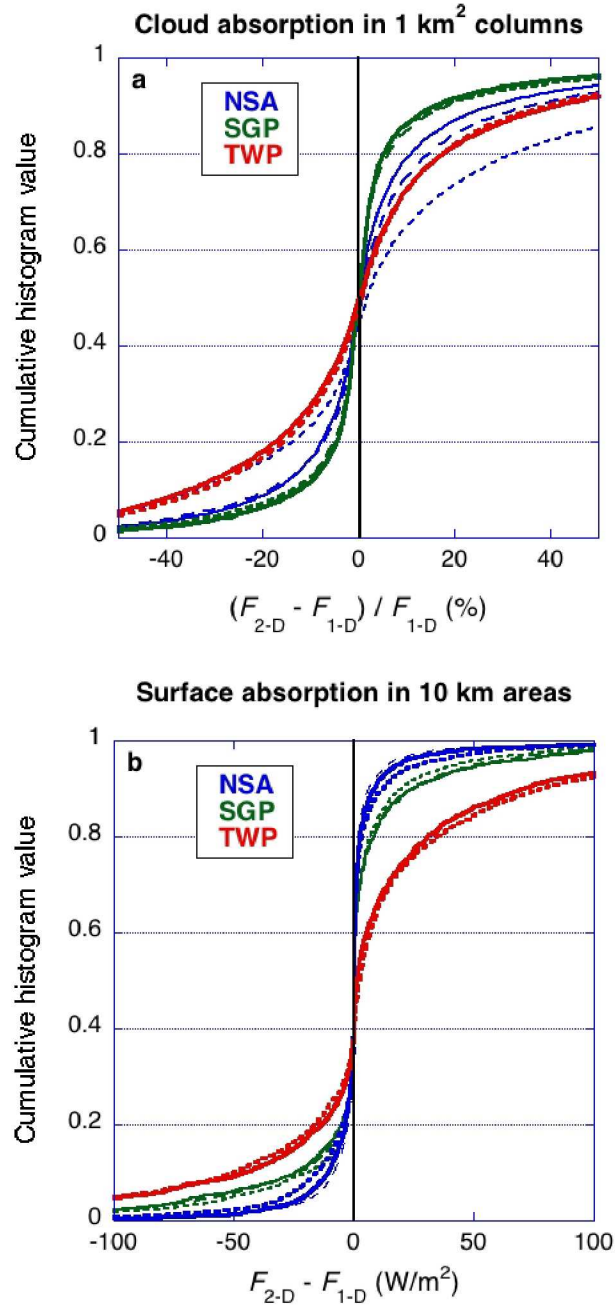 Cloud absorption in 1 km² columns
a
NSA
SGP
TWP
1
0.8
0.6
0.4
0.2
0
Cumulative histogram value
-40 -20 0 20 40
(F2-D - F1-D) / F1-D (%)
Surface absorption in 10 km areas
b
NSA
SGP
TWP
1
0.8
0.6
0.4
0.2
0
Cumulative histogram value
-100 -50 0 50 100
F2-D - F1-D (W/m²)